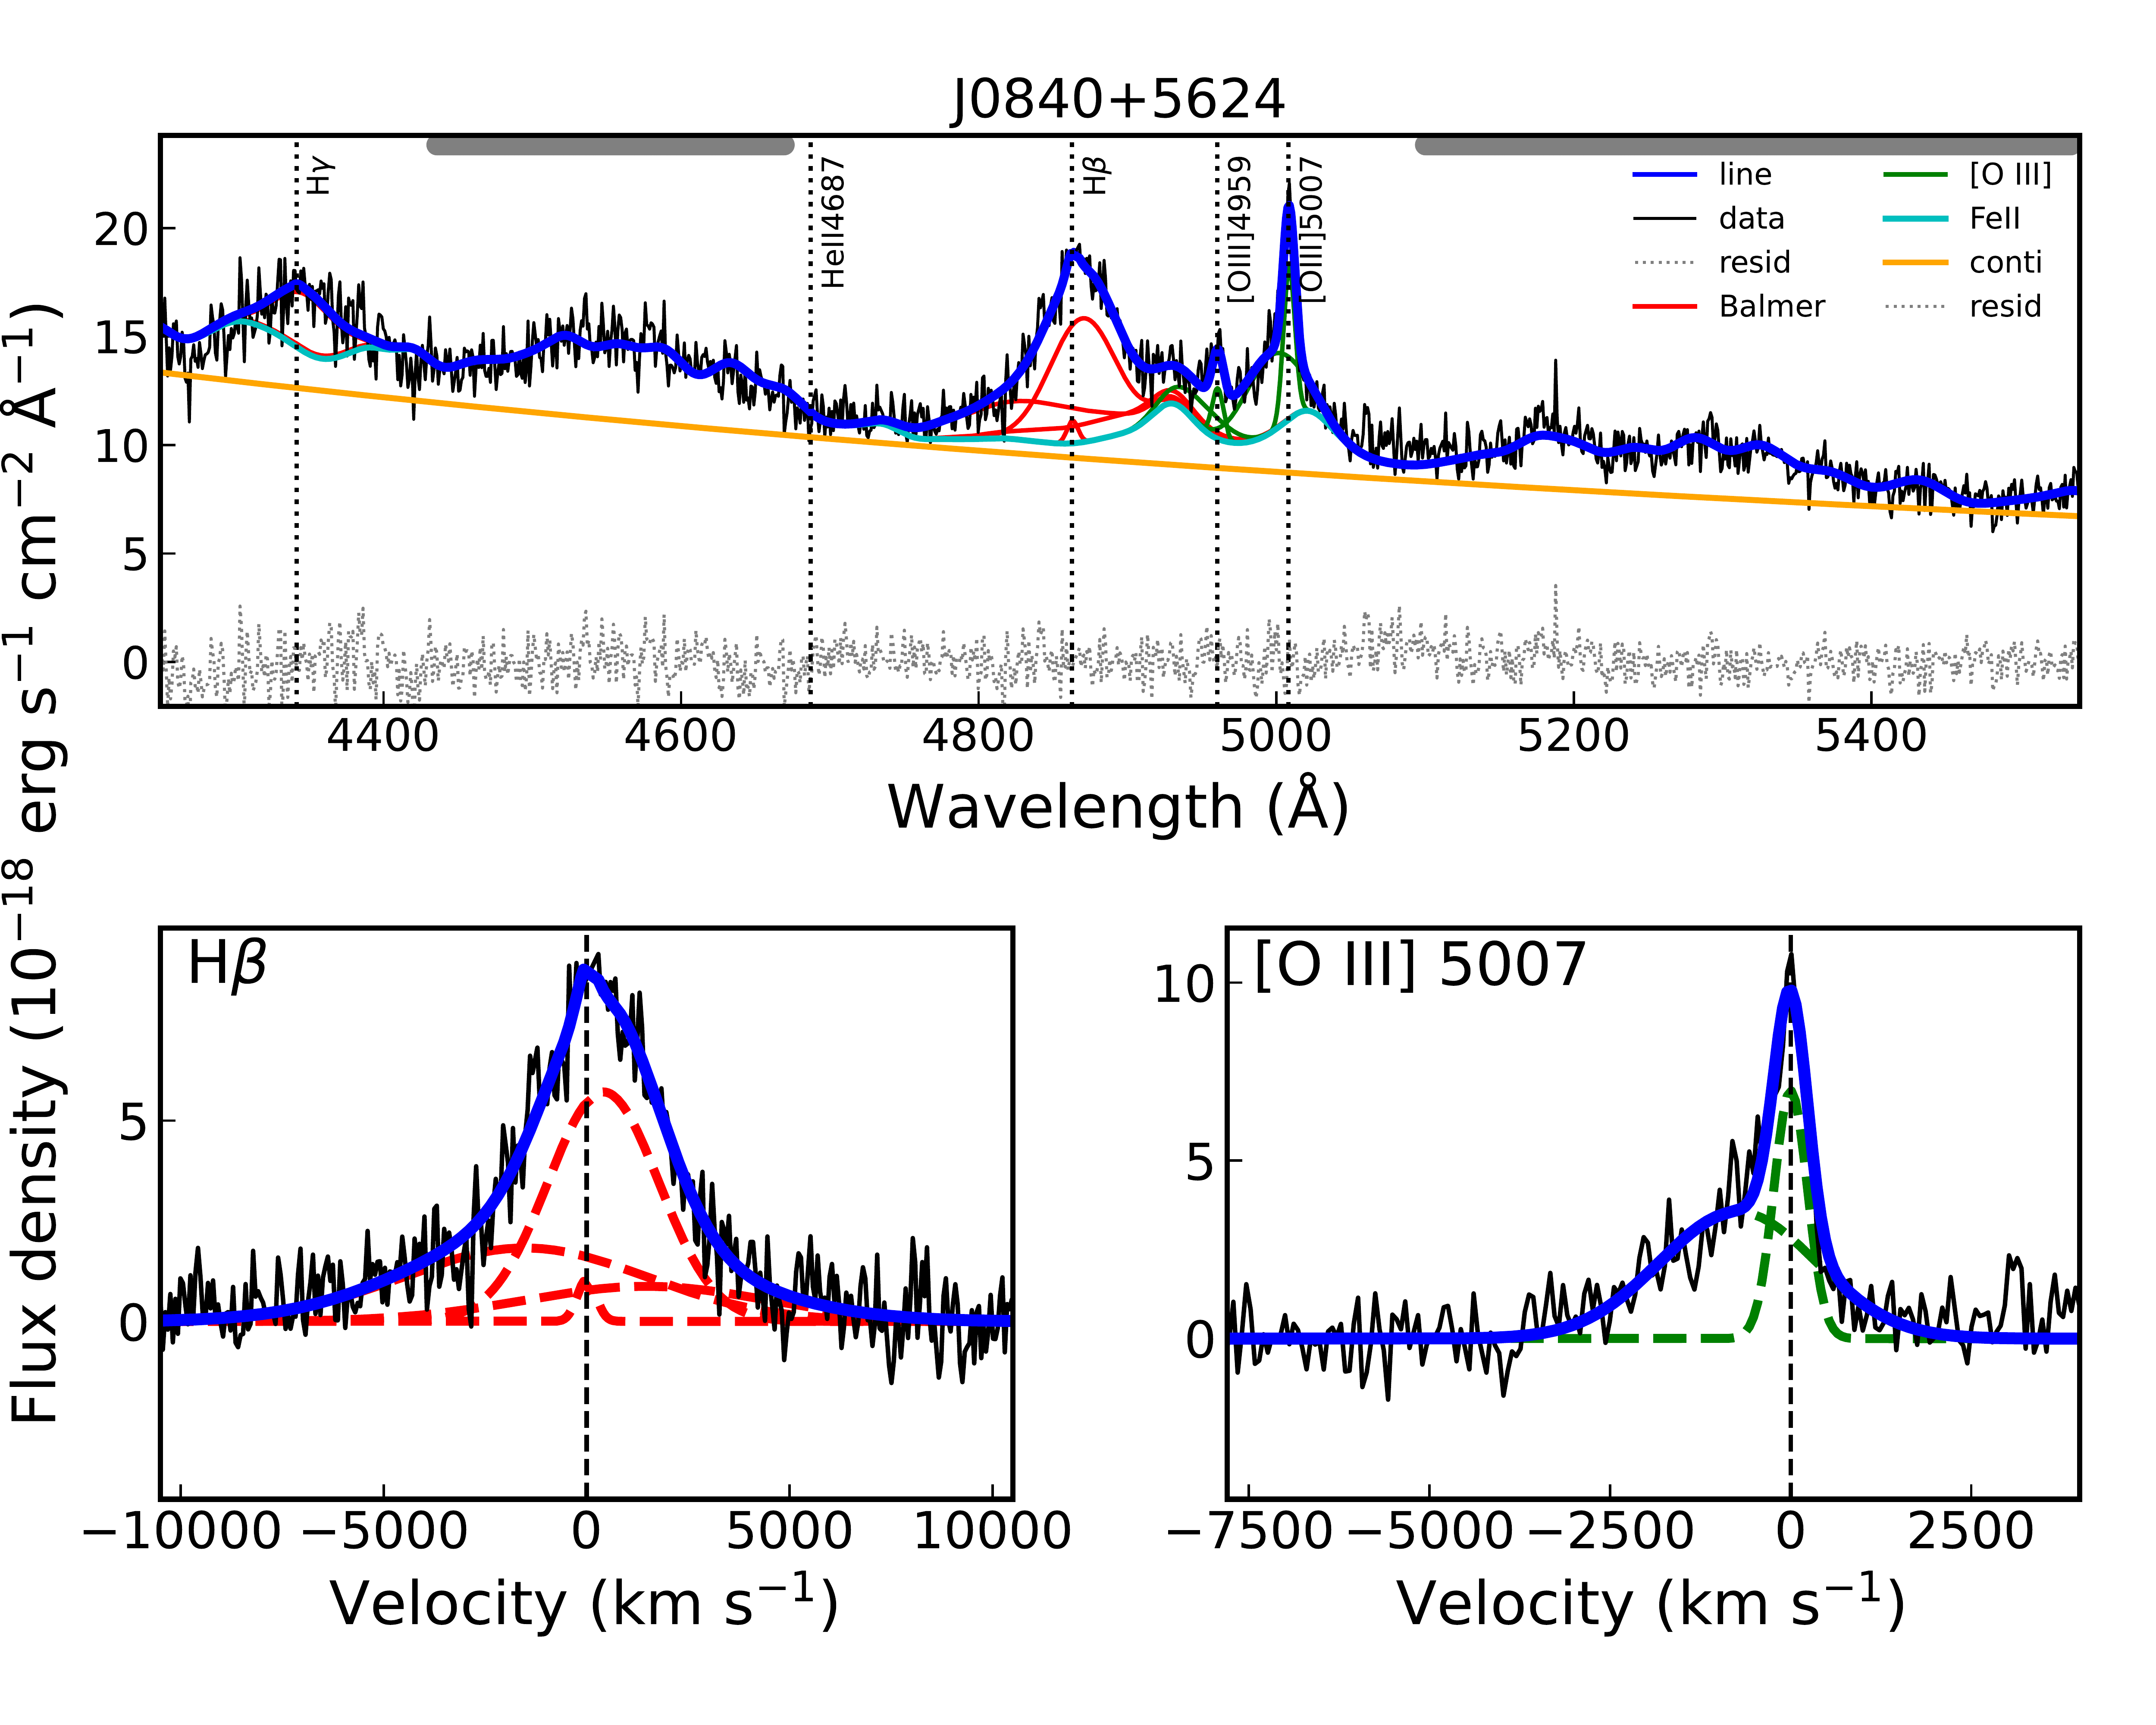 J0840+5624
Flux density (10⁻¹⁸ erg s⁻¹ cm⁻² Å⁻¹)
20
15
10
5
0
Hγ
HeII4687
Hβ
[OIII]4959
[OIII]5007
line
data
resid
Balmer
[O III]
FeII
conti
resid
4400 4600 4800 5000 5200 5400
Wavelength (Å)
Hβ
5
0
−10000 −5000 0 5000 10000
Velocity (km s⁻¹)
[O III] 5007
10
5
0
−7500 −5000 −2500 0 2500
Velocity (km s⁻¹)